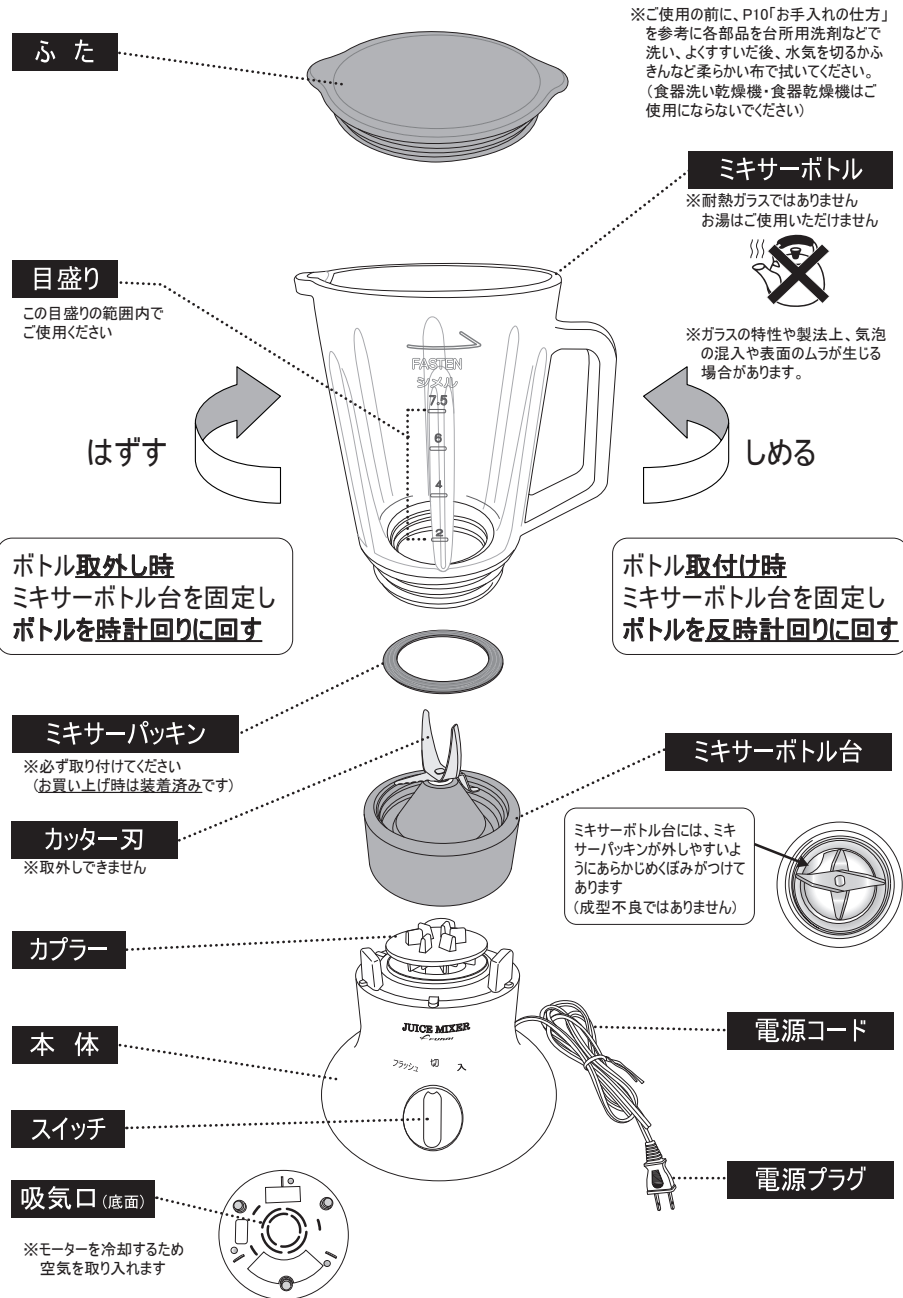 ふ た
※ご使用の前に、P10「お手入れの仕方」
を参考に各部品を台所用洗剤などで
洗い、よくすすいだ後、水気を切るかふ
きんなど柔らかい布で拭いてください。
(食器洗い乾燥機・食器乾燥機はご
使用にならないでください)
ミキサーボトル
※耐熱ガラスではありません
お湯はご使用いただけません
※ガラスの特性や製法上、気泡
の混入や表面のムラが生じる
場合があります。
目盛り
この目盛りの範囲内で
ご使用ください
FASTEN
シメル
7.5
6
4
2
はずす
しめる
ボトル取外し時
ミキサーボトル台を固定し
ボトルを時計回りに回す
ボトル取付け時
ミキサーボトル台を固定し
ボトルを反時計回りに回す
ミキサーパッキン
※必ず取り付けてください
(お買い上げ時は装着済みです)
ミキサーボトル台
カッター刃
※取外しできません
ミキサーボトル台には、ミキ
サーパッキンが外しやすいよ
うにあらかじめくぼみがつけて
あります
(成型不良ではありません)
カプラー
本 体
JUICE MIXER
フラッシュ 切 入
電源コード
スイッチ
電源プラグ
吸気口(底面)
※モーターを冷却するため
空気を取り入れます